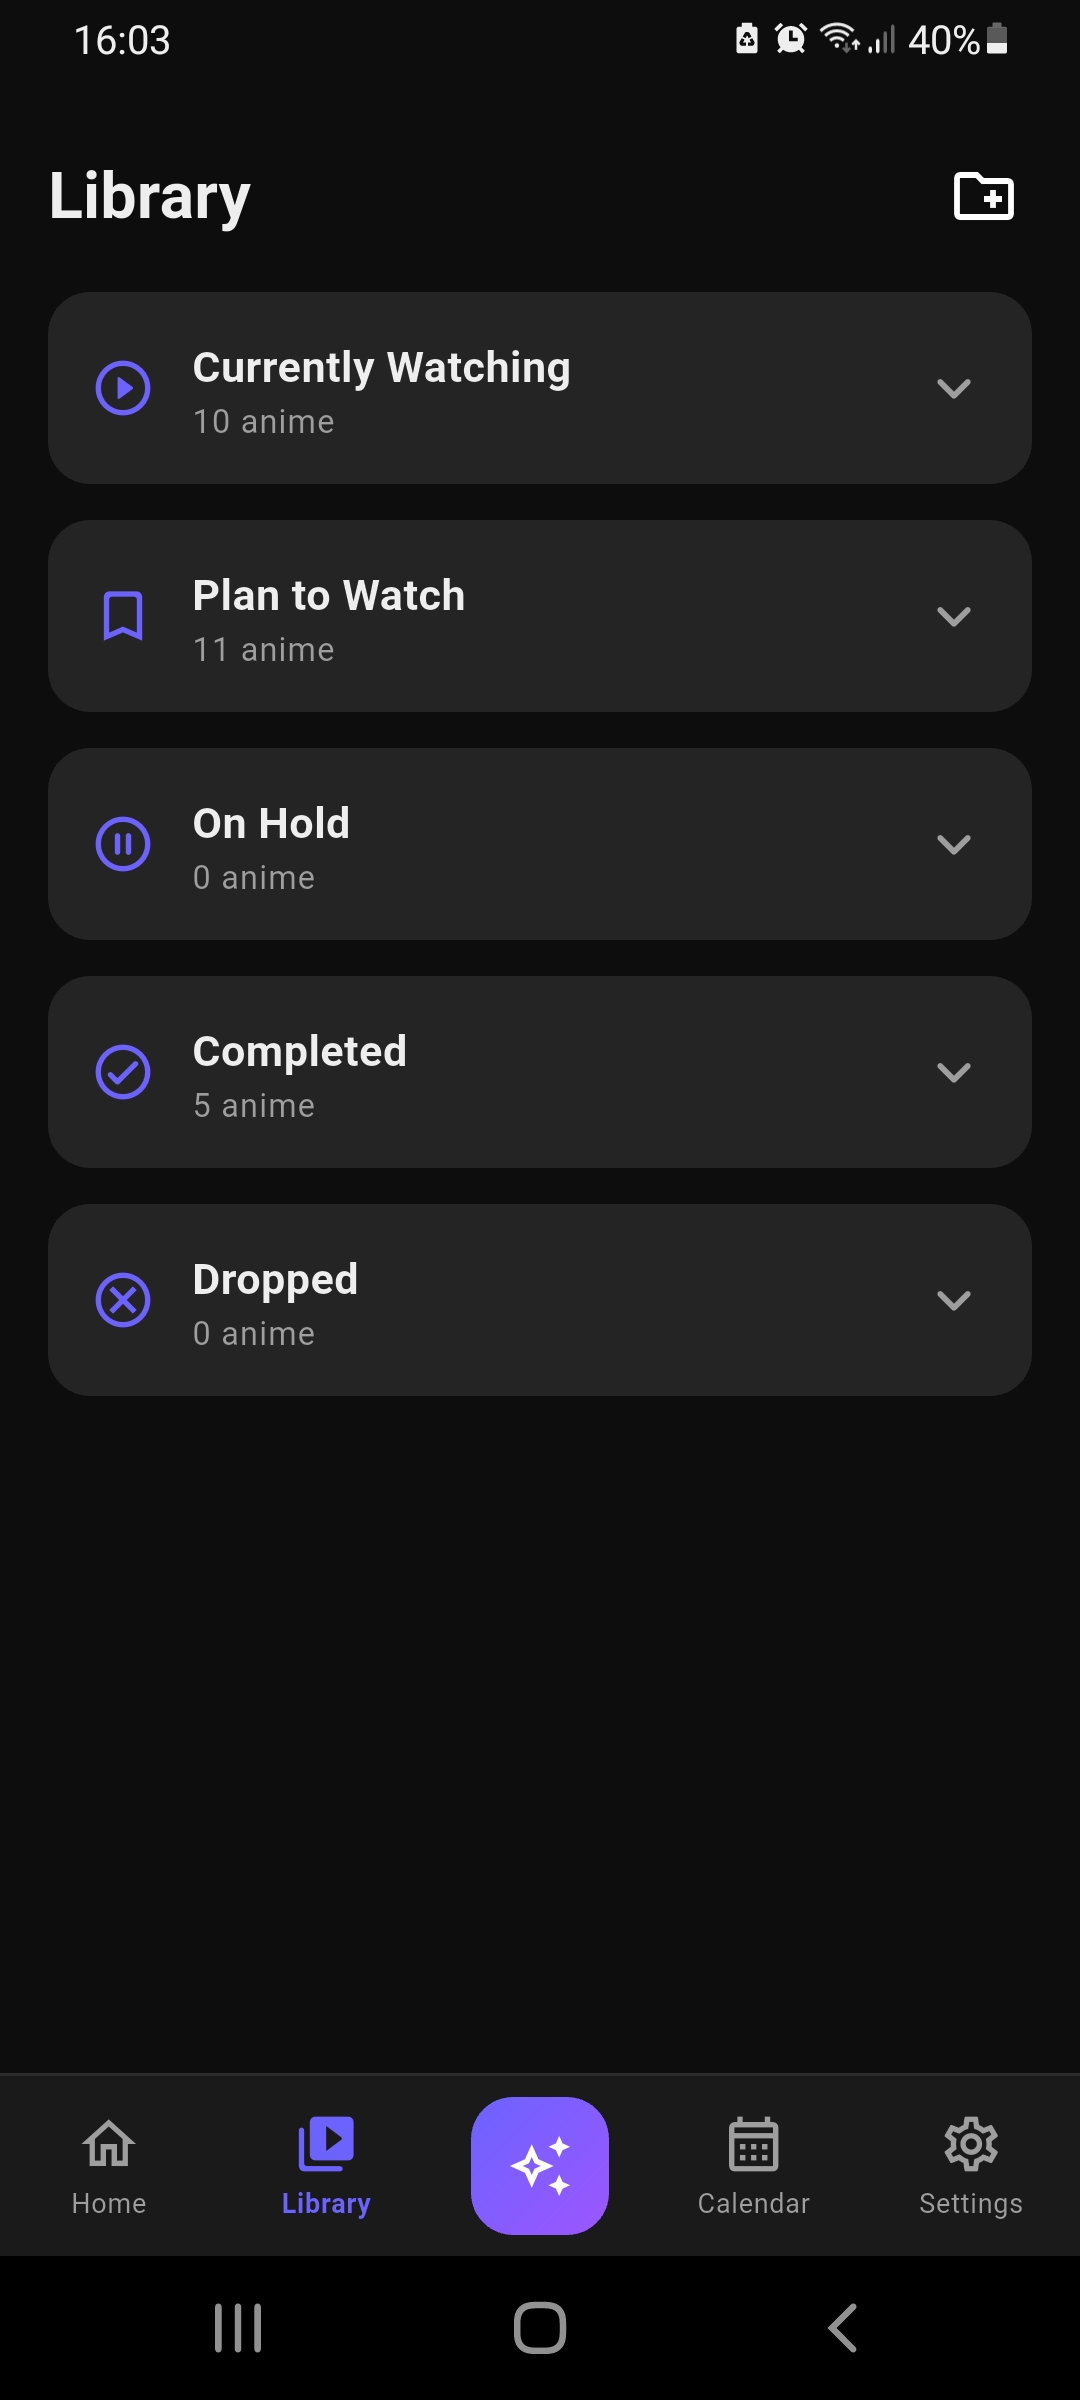 16:03
40%
Library
Currently Watching
10 anime
Plan to Watch
11 anime
On Hold
0 anime
Completed
5 anime
Dropped
0 anime
Home
Library
Calendar
Settings